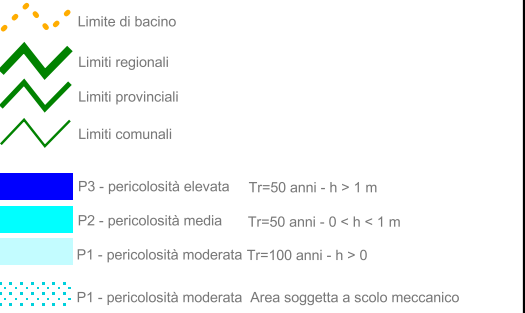 Limite di bacino
Limiti regionali
Limiti provinciali
Limiti comunali
P3 - pericolosità elevata Tr=50 anni - h > 1 m
P2 - pericolosità media Tr=50 anni - 0 < h < 1 m
P1 - pericolosità moderata Tr=100 anni - h > 0
P1 - pericolosità moderata Area soggetta a scolo meccanico